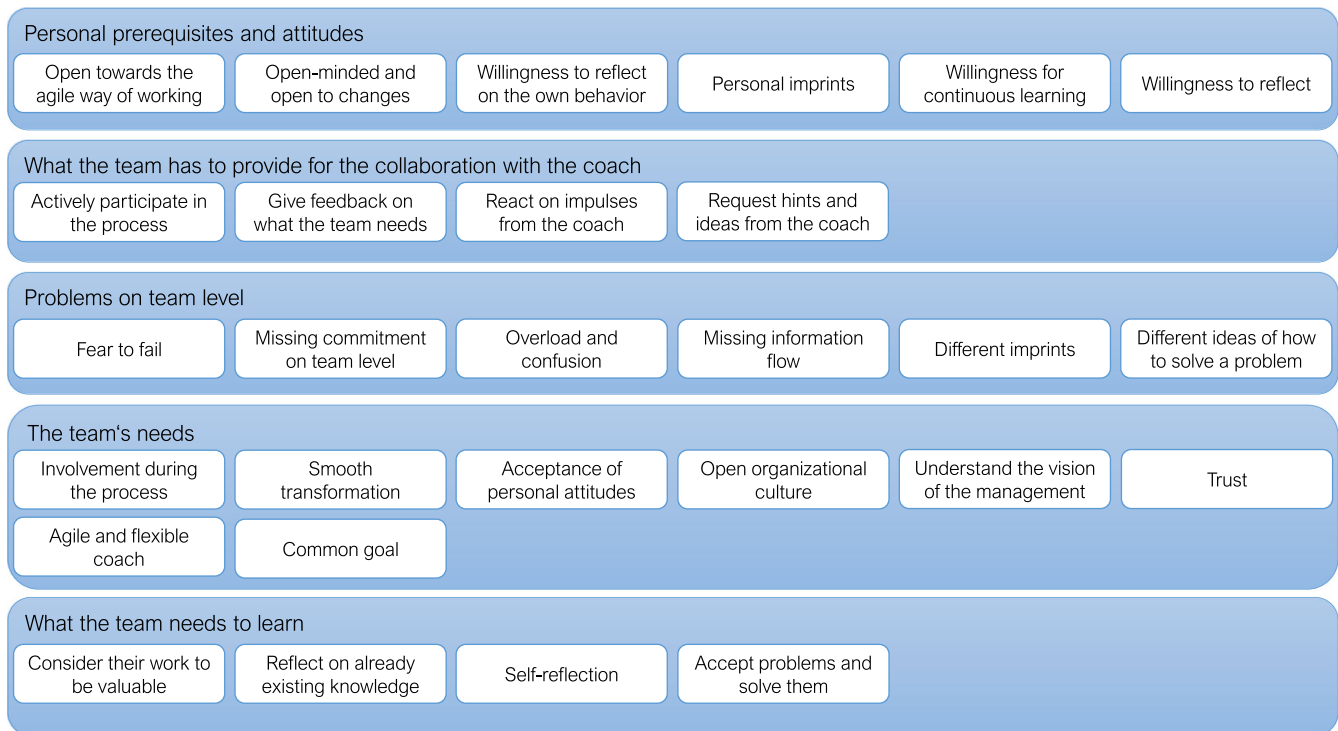 Personal prerequisites and attitudes
Open towards the
agile way of working
Open-minded and
open to changes
Willingness to reflect
on the own behavior
Personal imprints
Willingness for
continuous learning
Willingness to reflect
What the team has to provide for the collaboration with the coach
Actively participate in
the process
Give feedback on
what the team needs
React on impulses
from the coach
Request hints and
ideas from the coach
Problems on team level
Fear to fail
Missing commitment
on team level
Overload and
confusion
Missing information
flow
Different imprints
Different ideas of how
to solve a problem
The team‘s needs
Involvement during
the process
Smooth
transformation
Acceptance of
personal attitudes
Open organizational
culture
Understand the vision
of the management
Trust
Agile and flexible
coach
Common goal
What the team needs to learn
Consider their work to
be valuable
Reflect on already
existing knowledge
Self-reflection
Accept problems and
solve them